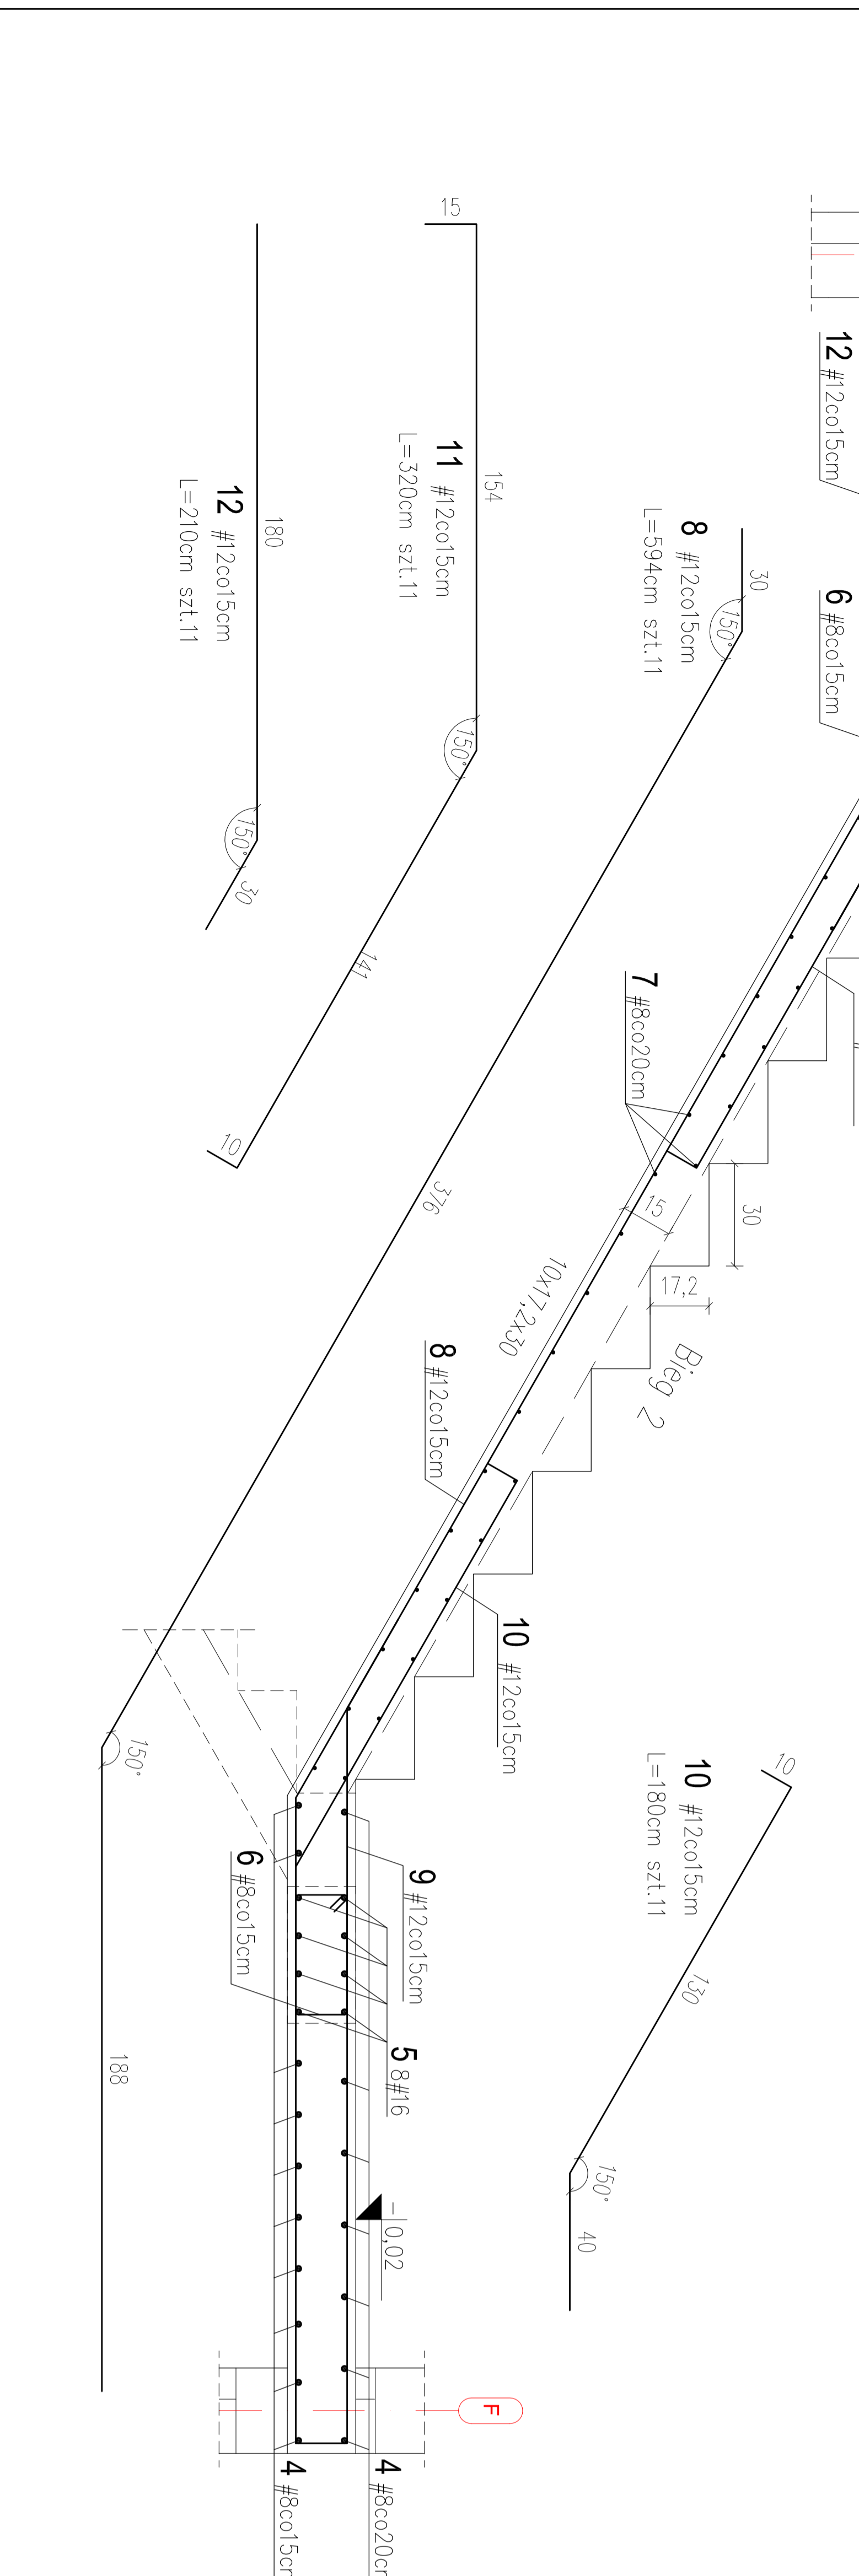 15
154
11 #12co15cm
L=320cm szt.11
150°
141
10
180
12 #12co15cm
L=210cm szt.11
150°
30
30
8 #12co15cm
L=594cm szt.11
150°
376
150°
188
12 #12co15cm
6 #8co15cm
7 #8co20cm
15
30
17,2
10x17,2x30
Bieg 2
8 #12co15cm
10 #12co15cm
10
10 #12co15cm
L=180cm szt.11
130
150°
40
9 #12co15cm
6 #8co15cm
5 8#16
-0,02
F
4 #8co20cm
4 #8co15cm